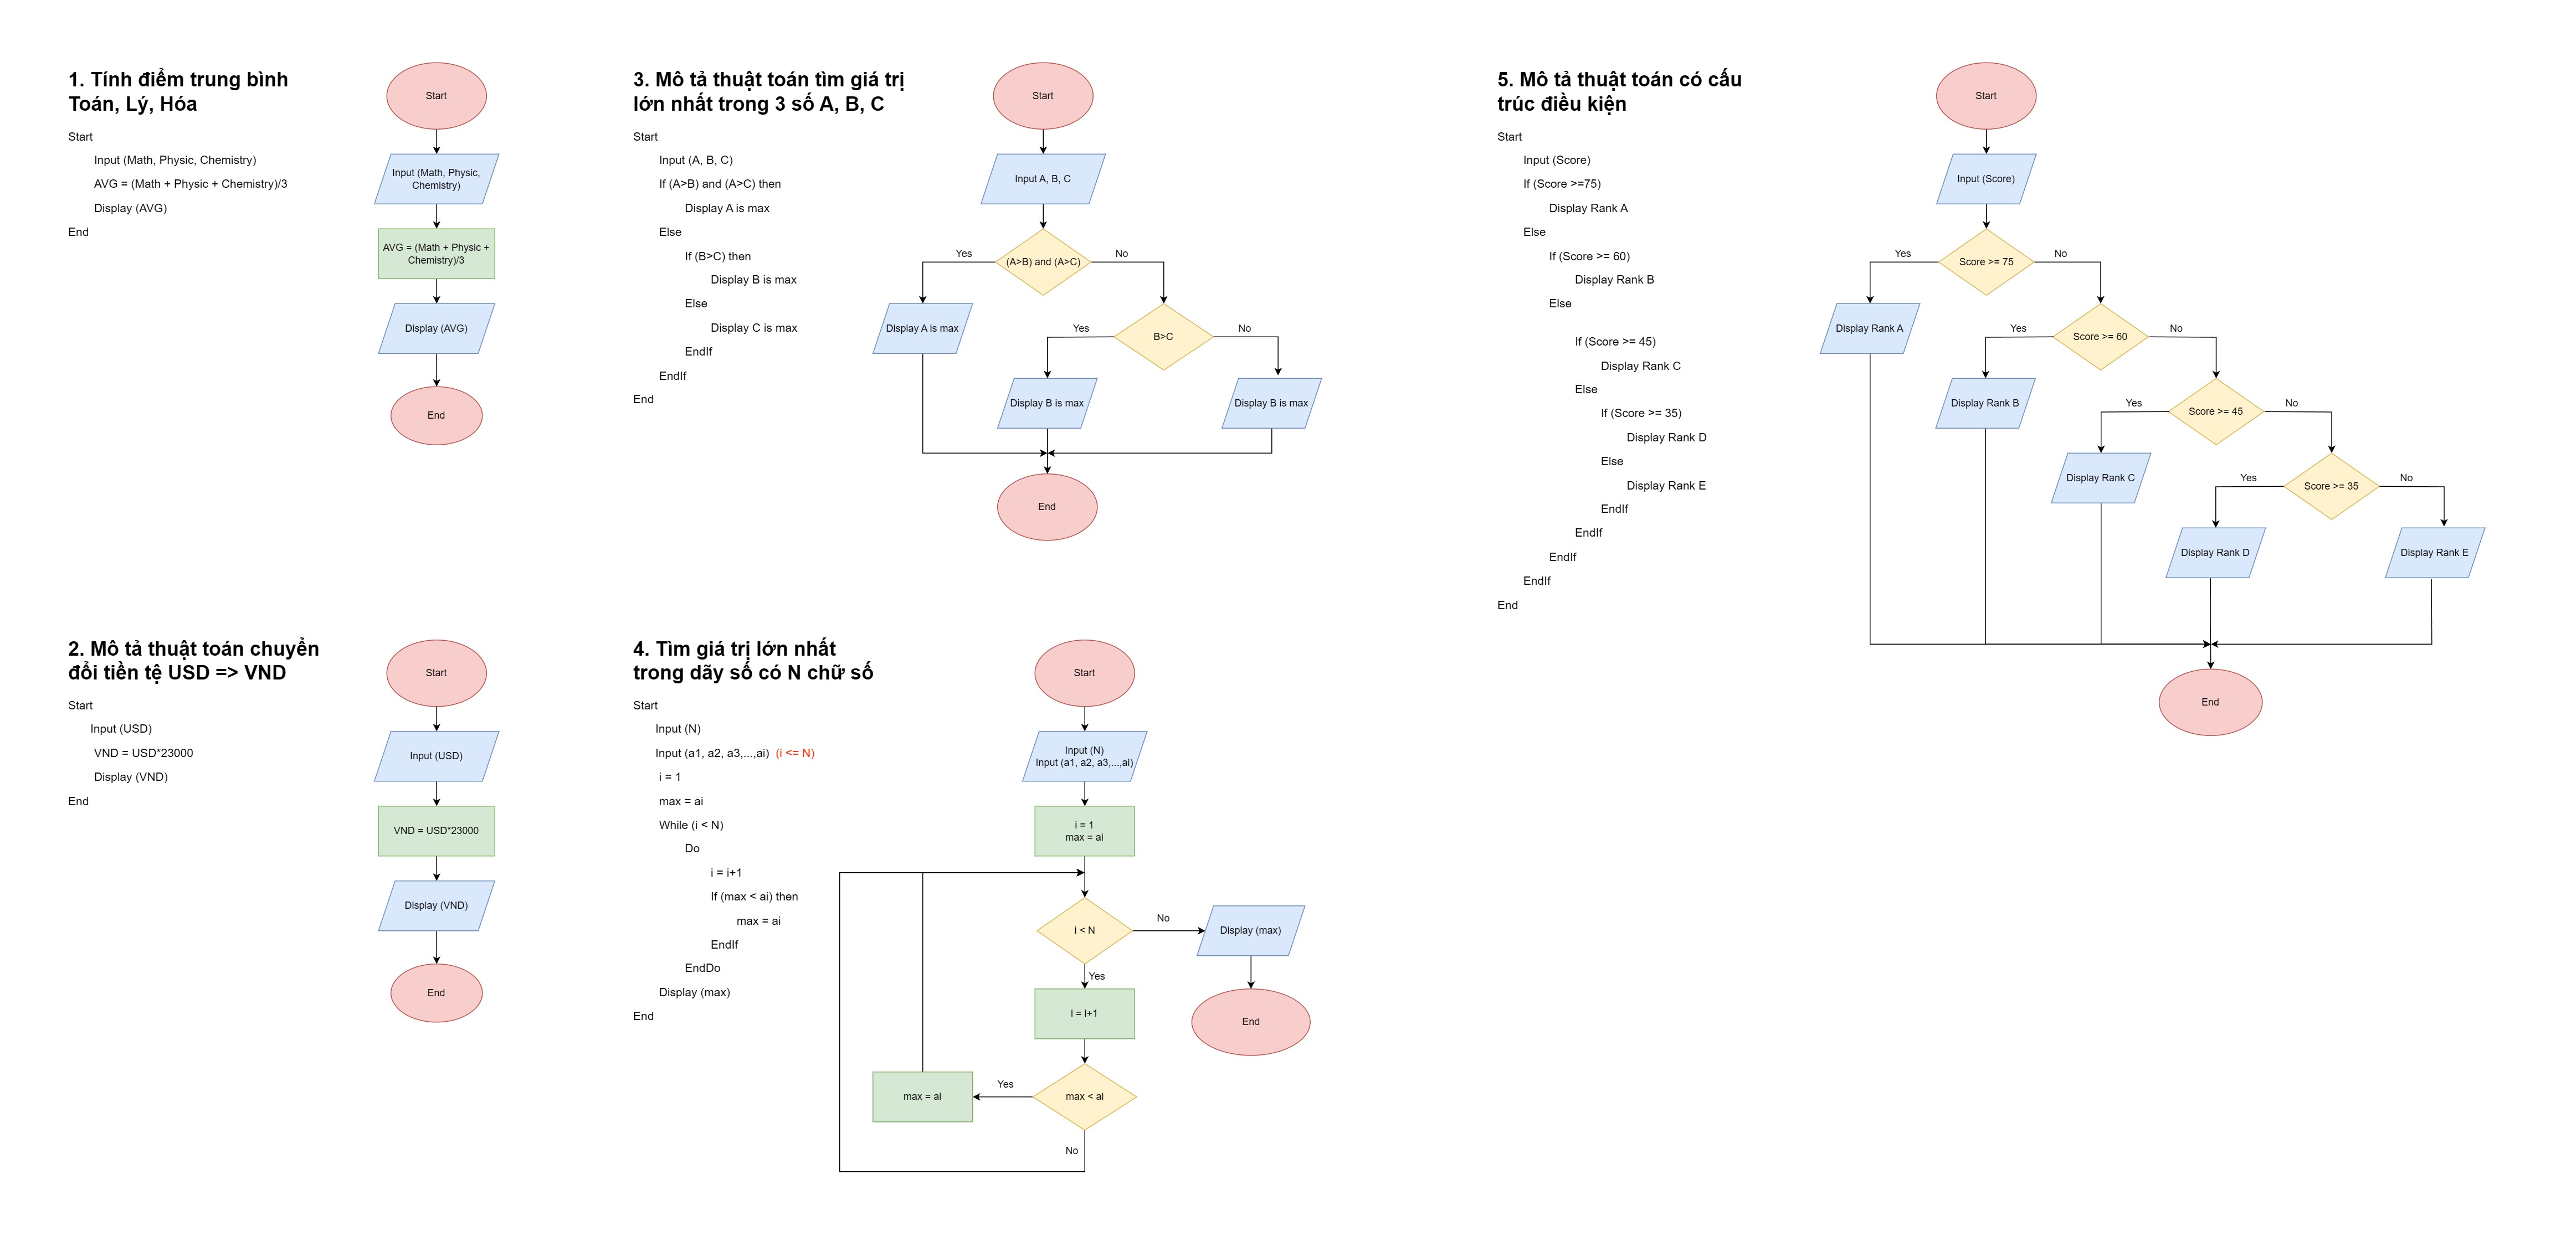 1. Tính điểm trung bình
Toán, Lý, Hóa
Start
Input (Math, Physic, Chemistry)
AVG = (Math + Physic + Chemistry)/3
Display (AVG)
End
Start
Input (Math, Physic,
Chemistry)
AVG = (Math + Physic +
Chemistry)/3
Display (AVG)
End
2. Mô tả thuật toán chuyển
đổi tiền tệ USD => VND
Start
Input (USD)
VND = USD*23000
Display (VND)
End
Start
Input (USD)
VND = USD*23000
Display (VND)
End
3. Mô tả thuật toán tìm giá trị
lớn nhất trong 3 số A, B, C
Start
Input (A, B, C)
If (A>B) and (A>C) then
Display A is max
Else
If (B>C) then
Display B is max
Else
Display C is max
EndIf
EndIf
End
Start
Input A, B, C
(A>B) and (A>C)
Yes
No
Display A is max
B>C
Yes
No
Display B is max
Display B is max
End
4. Tìm giá trị lớn nhất
trong dãy số có N chữ số
Start
Input (N)
Input (a1, a2, a3,...,ai) (i <= N)
i = 1
max = ai
While (i < N)
Do
i = i+1
If (max < ai) then
max = ai
EndIf
EndDo
Display (max)
End
Start
Input (N)
Input (a1, a2, a3,...,ai)
i = 1
max = ai
i < N
No
Display (max)
End
Yes
i = i+1
max < ai
Yes
max = ai
No
5. Mô tả thuật toán có cấu
trúc điều kiện
Start
Input (Score)
If (Score >=75)
Display Rank A
Else
If (Score >= 60)
Display Rank B
Else
If (Score >= 45)
Display Rank C
Else
If (Score >= 35)
Display Rank D
Else
Display Rank E
EndIf
EndIf
EndIf
EndIf
End
Start
Input (Score)
Score >= 75
Yes
No
Display Rank A
Score >= 60
Yes
No
Display Rank B
Score >= 45
Yes
No
Display Rank C
Score >= 35
Yes
No
Display Rank D
Display Rank E
End